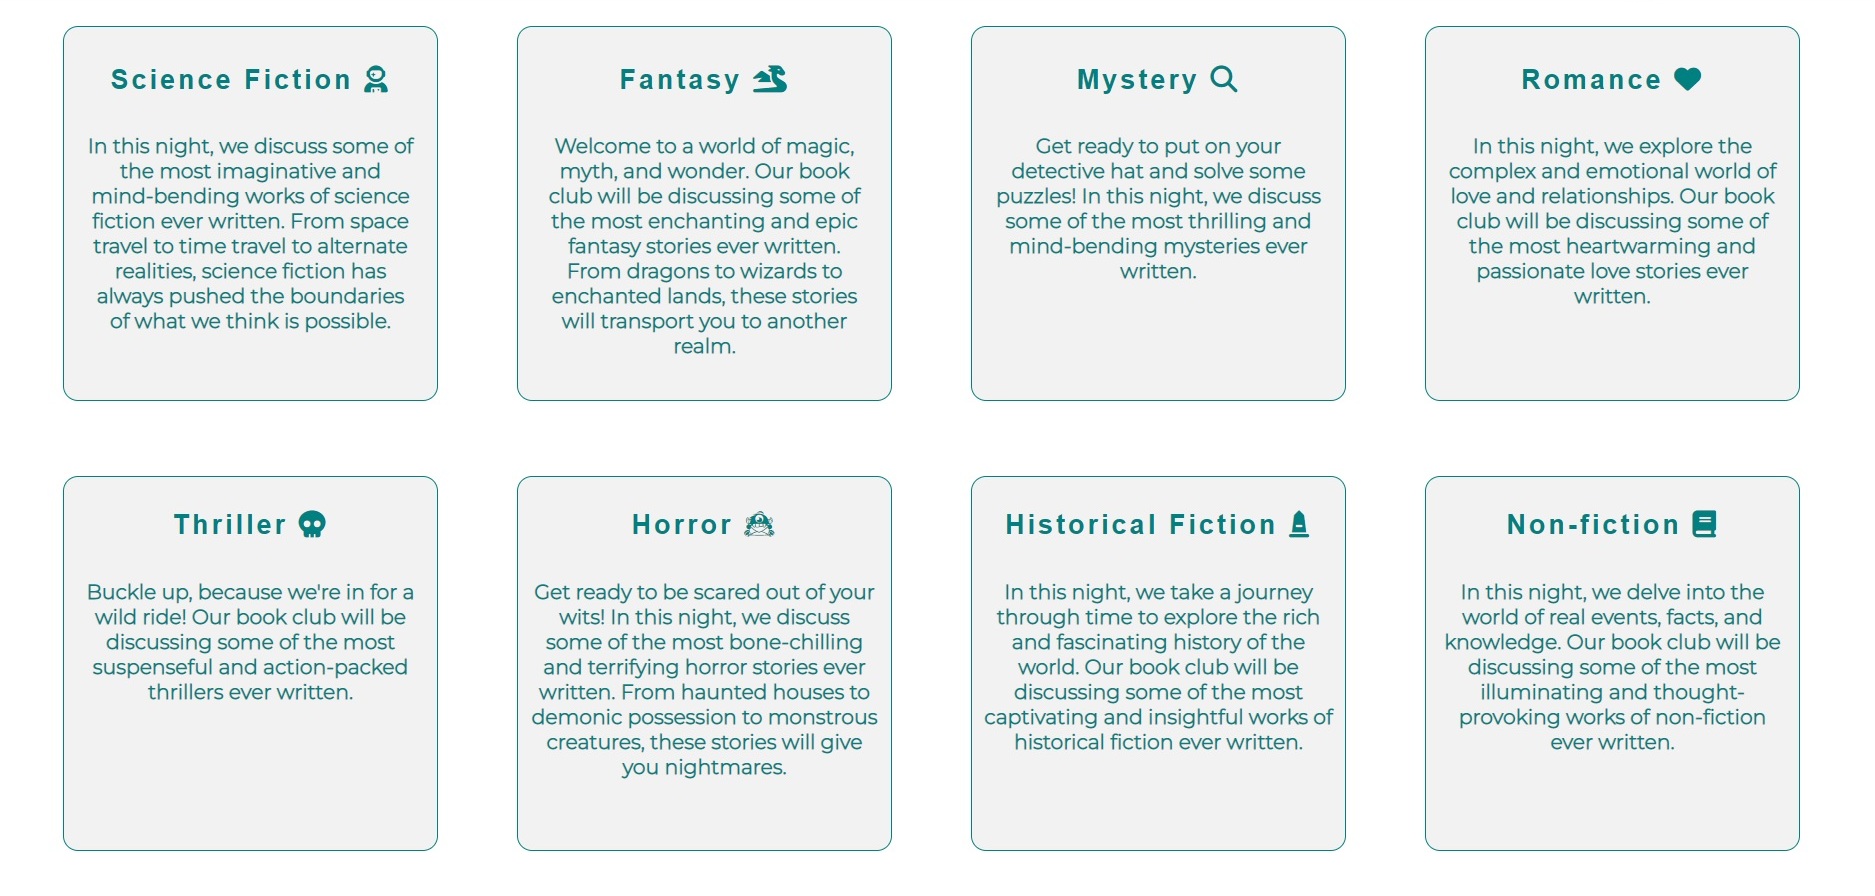 Science Fiction
In this night, we discuss some of
the most imaginative and
mind-bending works of science
fiction ever written. From space
travel to time travel to alternate
realities, science fiction has
always pushed the boundaries
of what we think is possible.
Fantasy
Welcome to a world of magic,
myth, and wonder. Our book
club will be discussing some of
the most enchanting and epic
fantasy stories ever written.
From dragons to wizards to
enchanted lands, these stories
will transport you to another
realm.
Mystery
Get ready to put on your
detective hat and solve some
puzzles! In this night, we discuss
some of the most thrilling and
mind-bending mysteries ever
written.
Romance
In this night, we explore the
complex and emotional world of
love and relationships. Our book
club will be discussing some of
the most heartwarming and
passionate love stories ever
written.
Thriller
Buckle up, because we're in for a
wild ride! Our book club will be
discussing some of the most
suspenseful and action-packed
thrillers ever written.
Horror
Get ready to be scared out of your
wits! In this night, we discuss
some of the most bone-chilling
and terrifying horror stories ever
written. From haunted houses to
demonic possession to monstrous
creatures, these stories will give
you nightmares.
Historical Fiction
In this night, we take a journey
through time to explore the rich
and fascinating history of the
world. Our book club will be
discussing some of the most
captivating and insightful works of
historical fiction ever written.
Non-fiction
In this night, we delve into the
world of real events, facts, and
knowledge. Our book club will be
discussing some of the most
illuminating and thought-
provoking works of non-fiction
ever written.